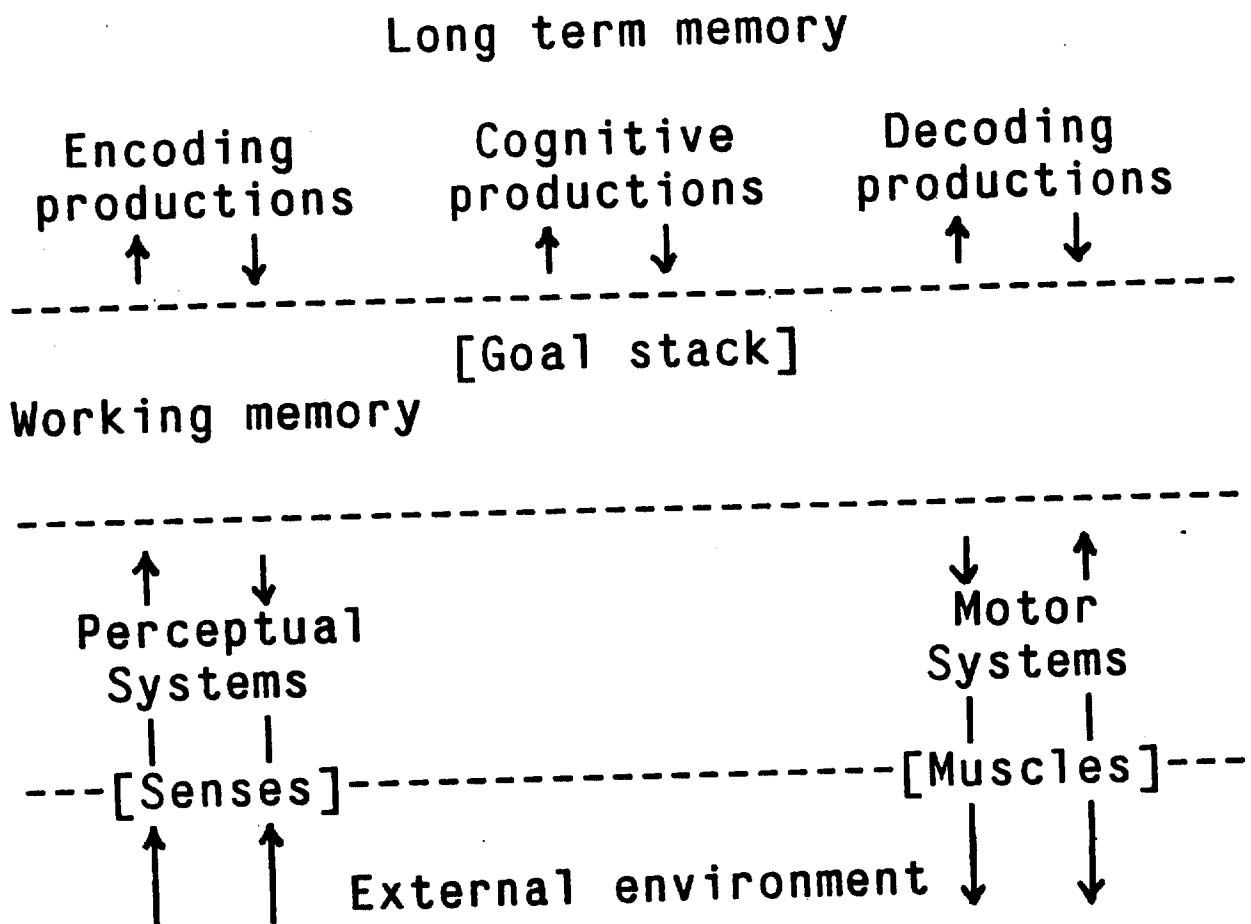 Long term memory
Encoding
productions
Cognitive
productions
Decoding
productions
[Goal stack]
Working memory
Perceptual
Systems
Motor
Systems
---[Senses]-------------------[Muscles]---
External environment